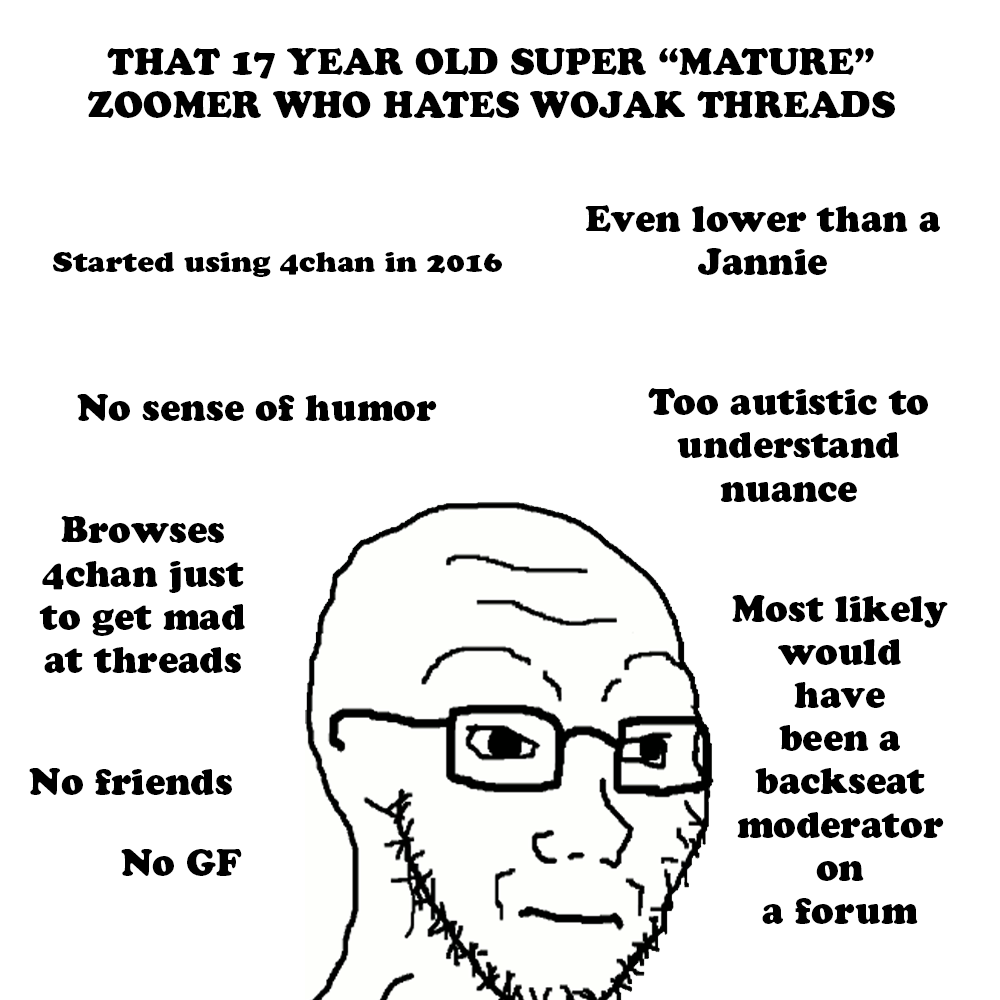 THAT 17 YEAR OLD SUPER “MATURE”
ZOOMER WHO HATES WOJAK THREADS
Started using 4chan in 2016
Even lower than a
Jannie
No sense of humor
Too autistic to
understand
nuance
Browses
4chan just
to get mad
at threads
Most likely
would
have
been a
backseat
moderator
on
a forum
No friends
No GF